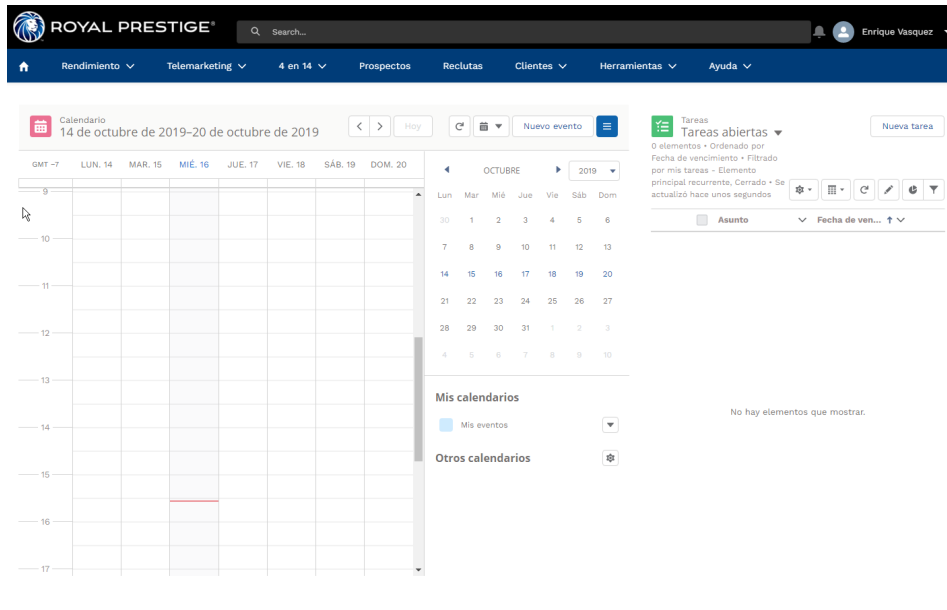 ROYAL PRESTIGE®
Search...
Enrique Vasquez
Rendimiento
Telemarketing
4 en 14
Prospectos
Reclutas
Clientes
Herramientas
Ayuda
Calendario
14 de octubre de 2019–20 de octubre de 2019
Hoy
Nuevo evento
GMT −7 LUN. 14 MAR. 15 MIÉ. 16 JUE. 17 VIE. 18 SÁB. 19 DOM. 20
9
10
11
12
13
14
15
16
17
OCTUBRE 2019
Lun Mar Mié Jue Vie Sáb Dom
30 1 2 3 4 5 6
7 8 9 10 11 12 13
14 15 16 17 18 19 20
21 22 23 24 25 26 27
28 29 30 31 1 2 3
4 5 6 7 8 9 10
Mis calendarios
Mis eventos
Otros calendarios
Tareas
Tareas abiertas
Nueva tarea
0 elementos • Ordenado por
Fecha de vencimiento • Filtrado
por mis tareas - Elemento
principal recurrente, Cerrado • Se
actualizó hace unos segundos
Asunto
Fecha de ven...
No hay elementos que mostrar.